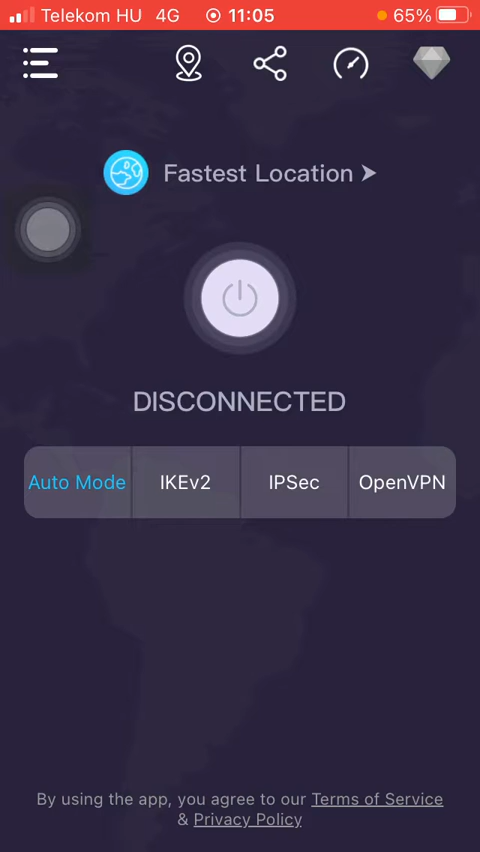 Telekom HU 4G 11:05 65%
Fastest Location
DISCONNECTED
Auto Mode IKEv2 IPSec OpenVPN
By using the app, you agree to our Terms of Service
& Privacy Policy